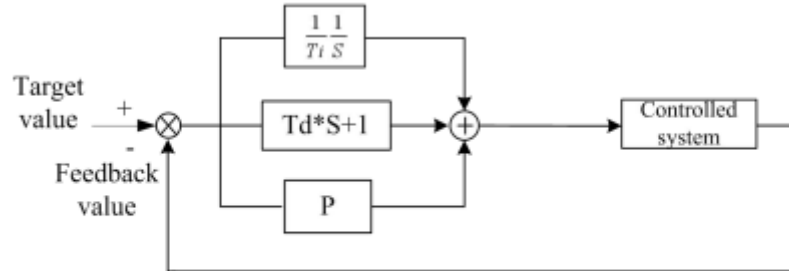 1 1
Ti S
Target
value
+
-
Td*S+1
+
Controlled
system
Feedback
value
P